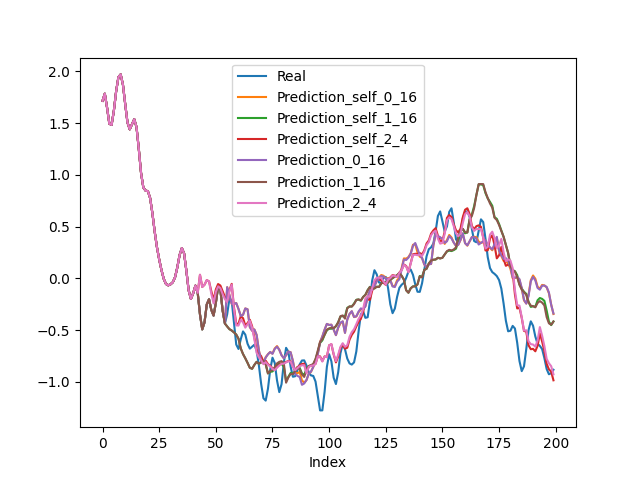 2.0
1.5
1.0
0.5
0.0
−0.5
−1.0
Real
Prediction_self_0_16
Prediction_self_1_16
Prediction_self_2_4
Prediction_0_16
Prediction_1_16
Prediction_2_4
0 25 50 75 100 125 150 175 200
Index